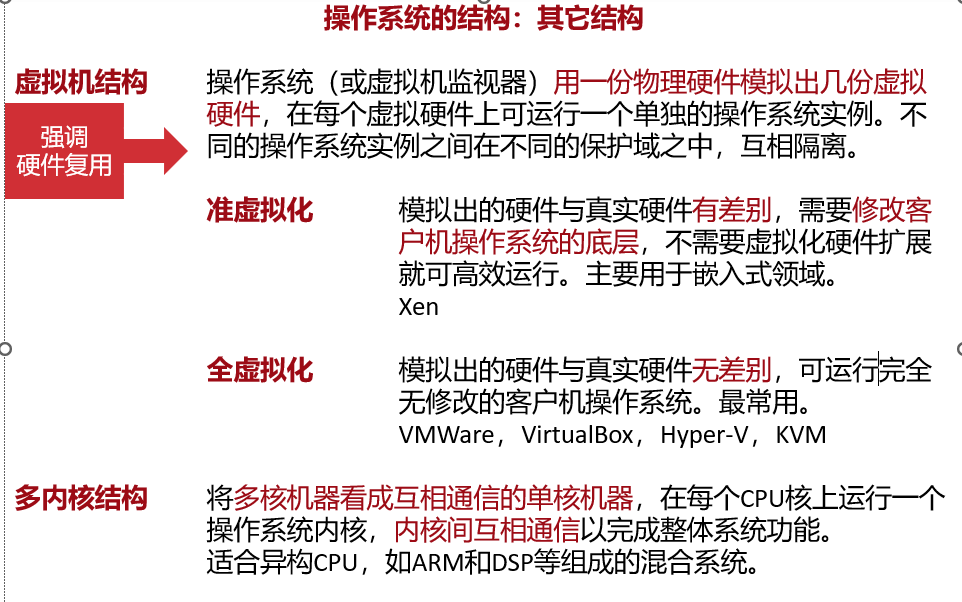 操作系统的结构：其它结构
虚拟机结构
操作系统（或虚拟机监视器）用一份物理硬件模拟出几份虚拟
硬件，在每个虚拟硬件上可运行一个单独的操作系统实例。不
同的操作系统实例之间在不同的保护域之中，互相隔离。
强调
硬件复用
准虚拟化
模拟出的硬件与真实硬件有差别，需要修改客
户机操作系统的底层，不需要虚拟化硬件扩展
就可高效运行。主要用于嵌入式领域。
Xen
全虚拟化
模拟出的硬件与真实硬件无差别，可运行完全
无修改的客户机操作系统。最常用。
VMWare，VirtualBox，Hyper-V，KVM
多内核结构
将多核机器看成互相通信的单核机器，在每个CPU核上运行一个
操作系统内核，内核间互相通信以完成整体系统功能。
适合异构CPU，如ARM和DSP等组成的混合系统。